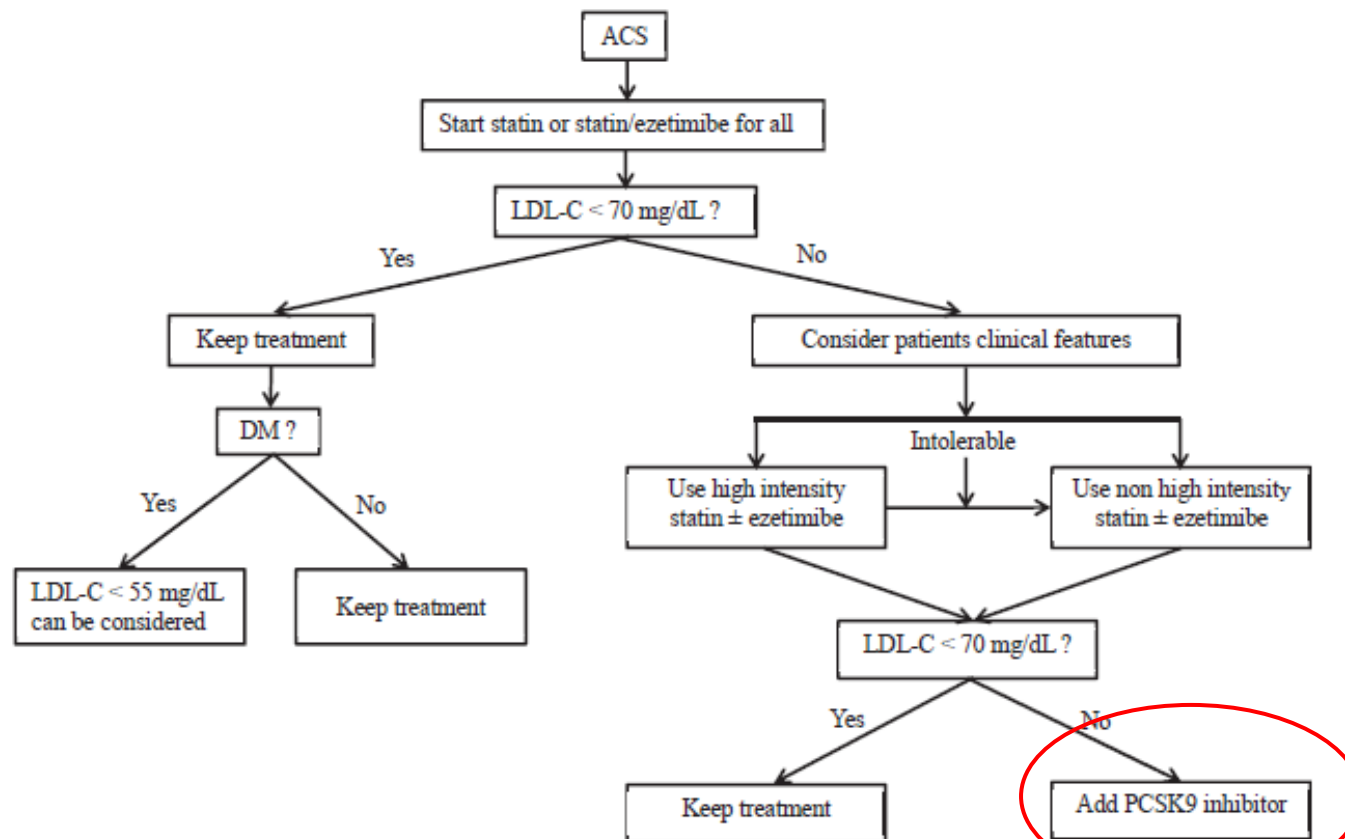 ACS
Start statin or statin/ezetimibe for all
LDL-C < 70 mg/dL ?
Yes
No
Keep treatment
Consider patients clinical features
DM ?
Intolerable
Yes
No
Use high intensity
statin ± ezetimibe
Use non high intensity
statin ± ezetimibe
LDL-C < 55 mg/dL
can be considered
Keep treatment
LDL-C < 70 mg/dL ?
Yes
No
Keep treatment
Add PCSK9 inhibitor